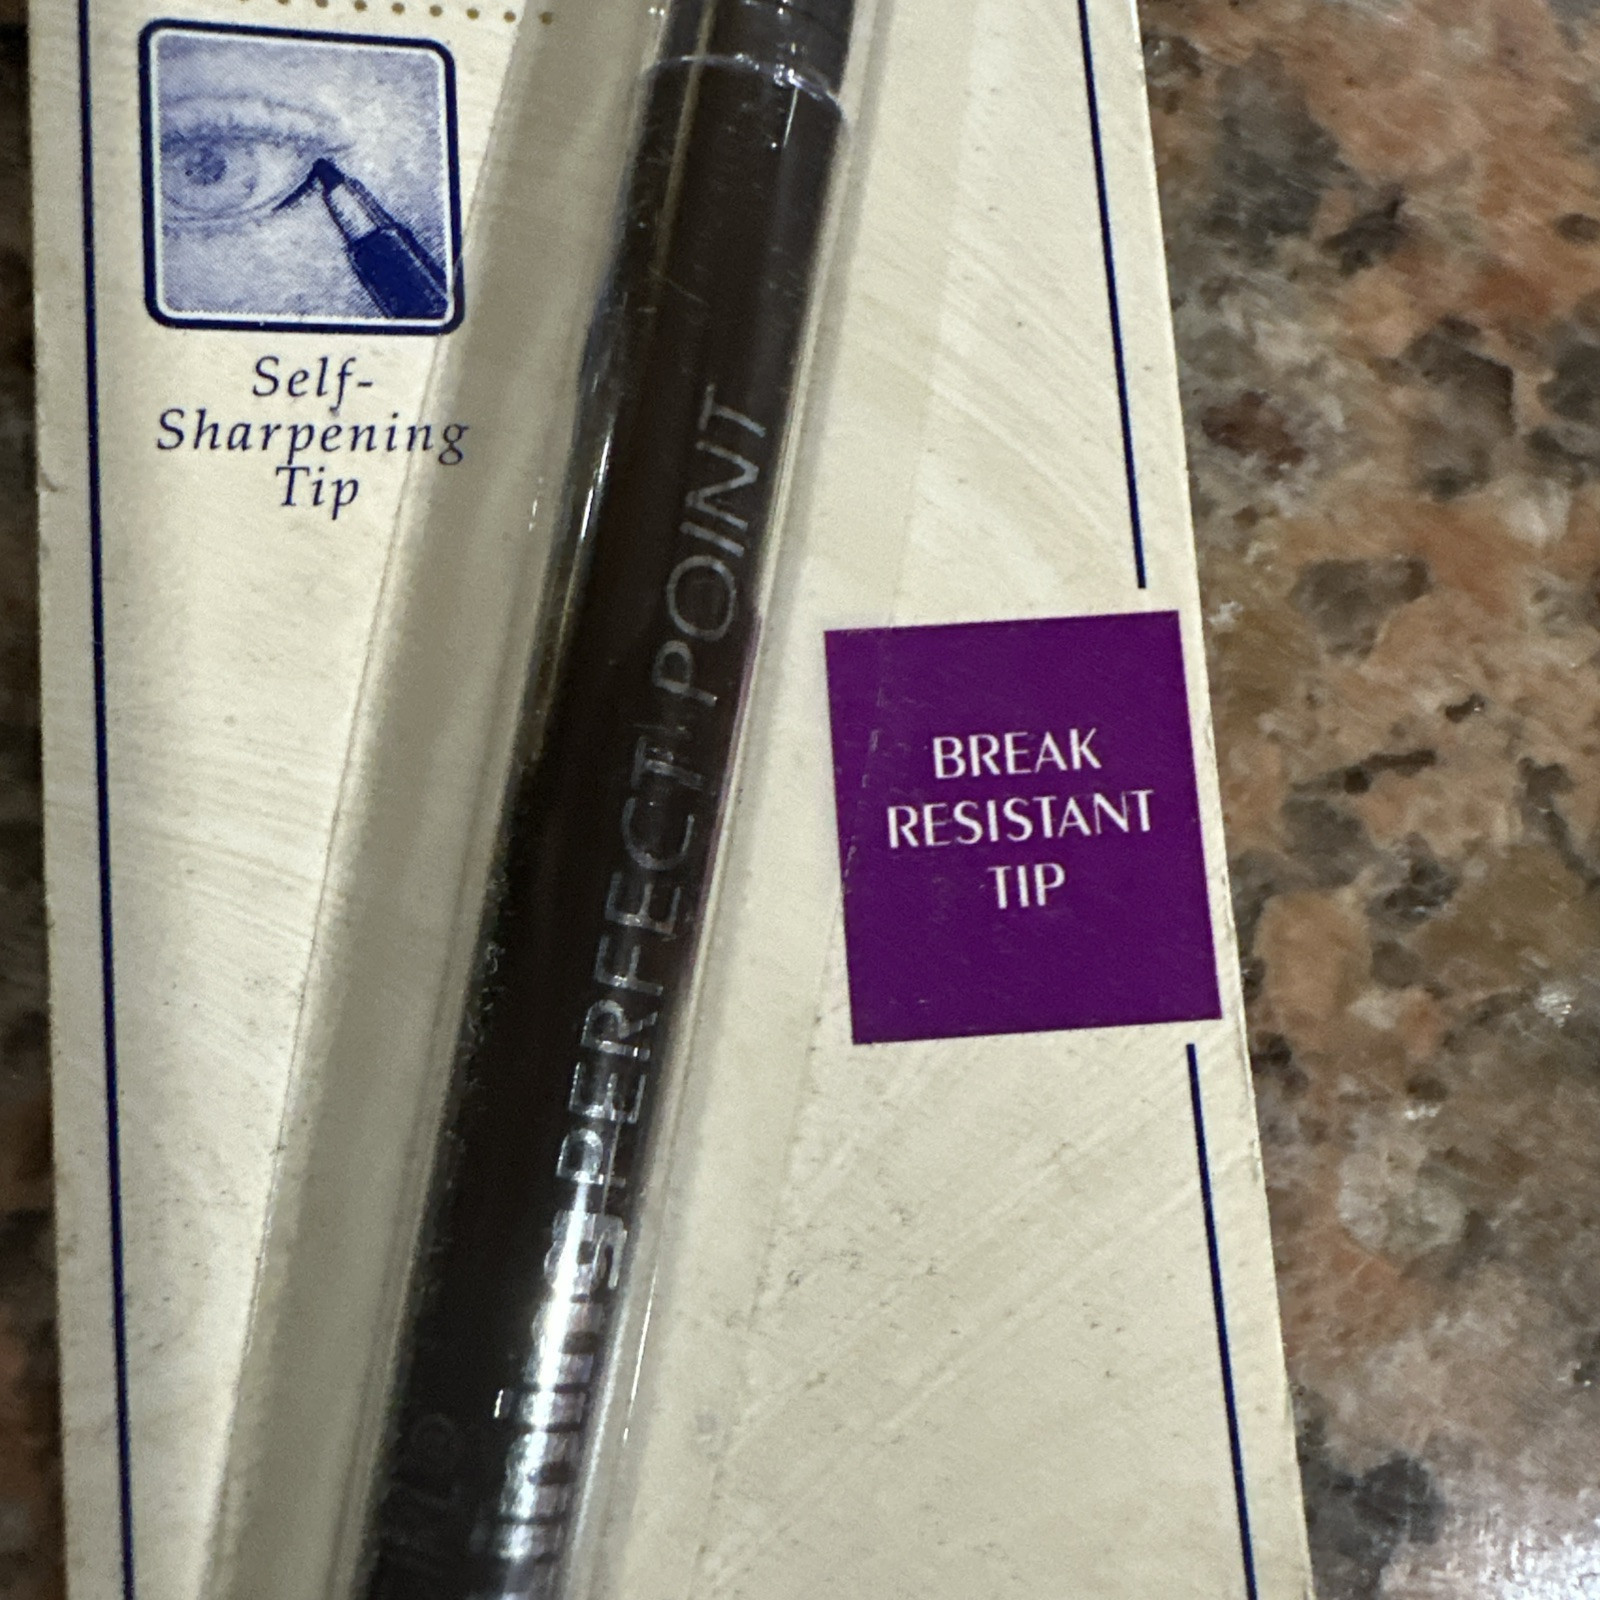 Self-
Sharpening
Tip
PERFECT POINT
BREAK
RESISTANT
TIP